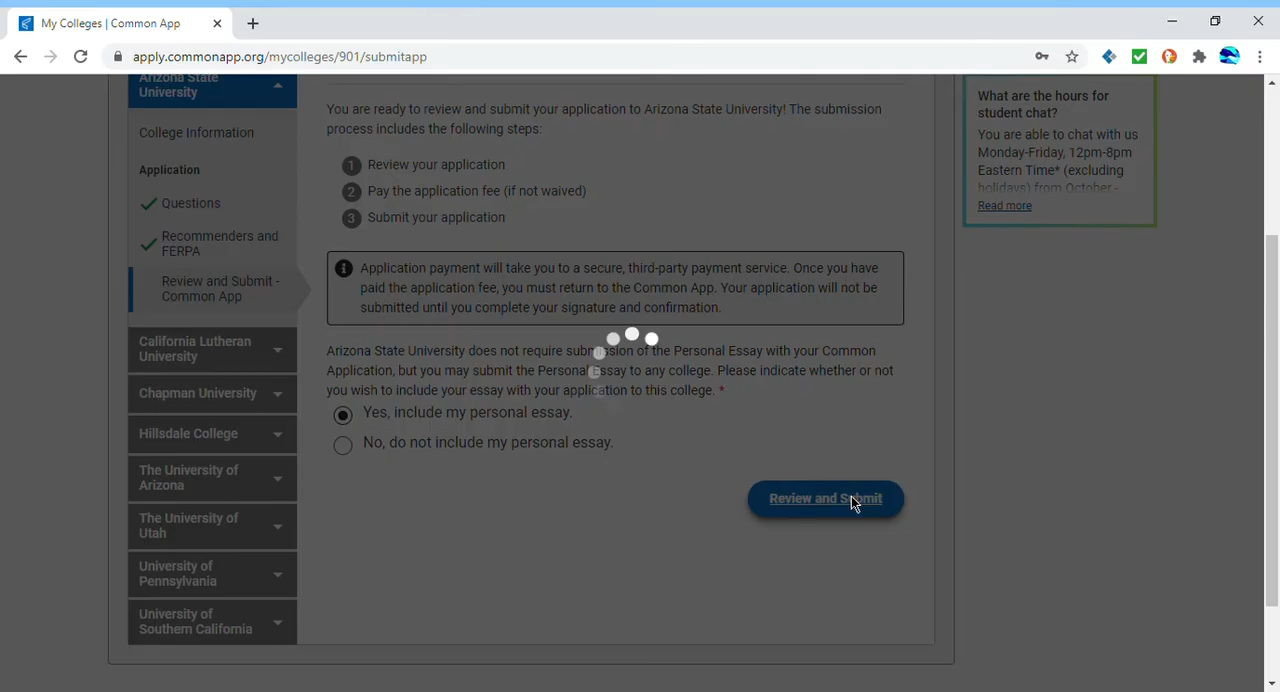 My Colleges | Common App
apply.commonapp.org/mycolleges/901/submitapp
Arizona State
University
College Information
Application
Questions
Recommenders and
FERPA
Review and Submit -
Common App
California Lutheran
University
Chapman University
Hillsdale College
The University of
Arizona
The University of
Utah
University of
Pennsylvania
University of
Southern California
You are ready to review and submit your application to Arizona State University! The submission
process includes the following steps:
1 Review your application
2 Pay the application fee (if not waived)
3 Submit your application
Application payment will take you to a secure, third-party payment service. Once you have
paid the application fee, you must return to the Common App. Your application will not be
submitted until you complete your signature and confirmation.
Arizona State University does not require submission of the Personal Essay with your Common
Application, but you may submit the Personal Essay to any college. Please indicate whether or not
you wish to include your essay with your application to this college. *
Yes, include my personal essay.
No, do not include my personal essay.
Review and Submit
What are the hours for
student chat?
You are able to chat with us
Monday-Friday, 12pm-8pm
Eastern Time* (excluding
holidays) from October -
Read more